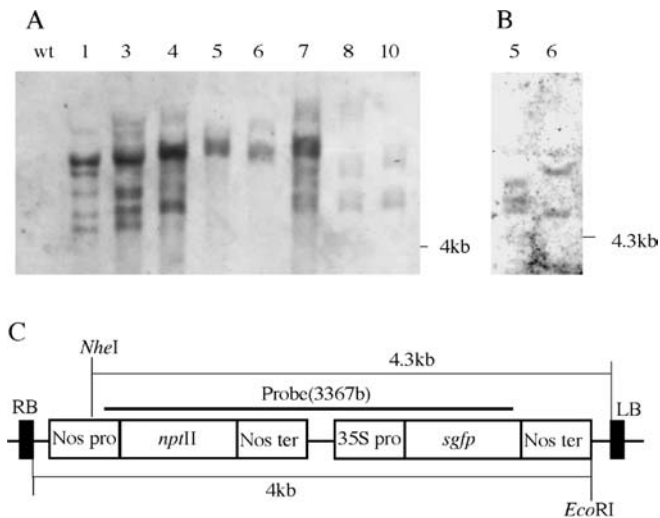 A
B
wt 1 3 4 5 6 7 8 10
5 6
4kb
4.3kb
C
NheI
4.3kb
Probe(3367b)
RB
LB
Nos pro nptII Nos ter 35S pro sgfp Nos ter
4kb
EcoRI